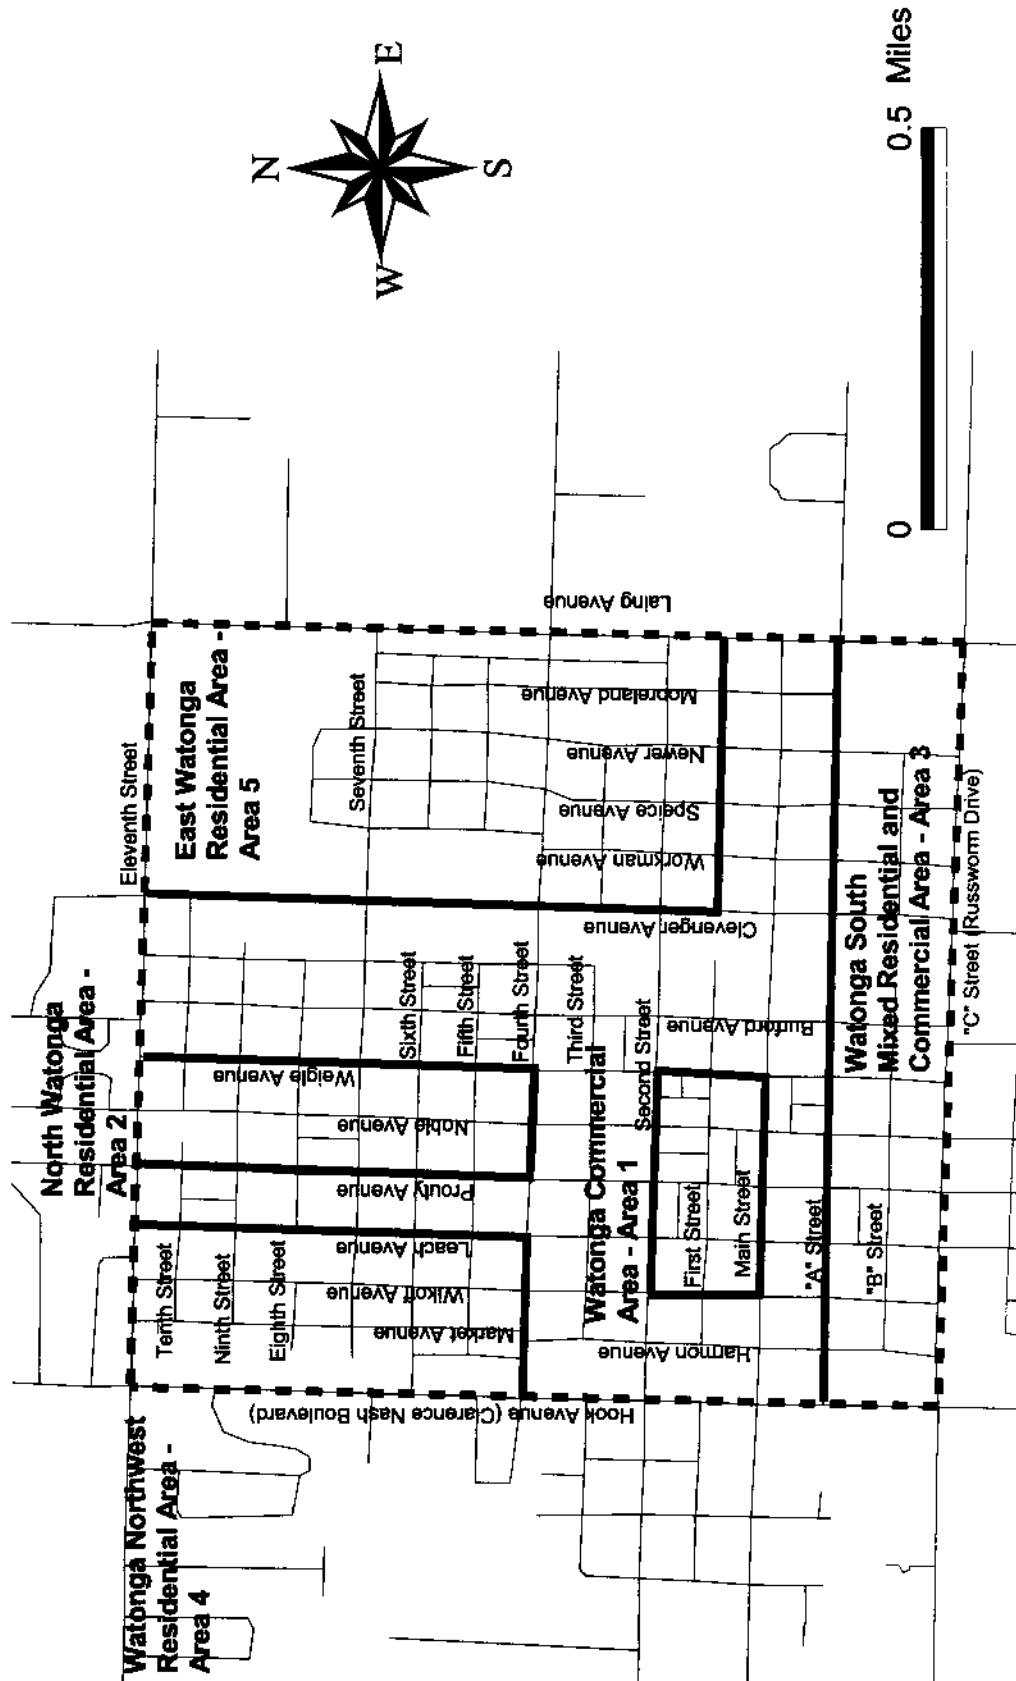 N
E
S
W
0
0.5 Miles
Watonga Northwest
Residential Area -
Area 4
North Watonga
Residential Area -
Area 2
East Watonga
Residential Area -
Area 5
Watonga Commercial
Area - Area 1
Watonga South
Mixed Residential and
Commercial Area - Area 3
Eleventh Street
Tenth Street
Ninth Street
Eighth Street
Seventh Street
Sixth Street
Fifth Street
Fourth Street
Third Street
Second Street
First Street
Main Street
"A" Street
"B" Street
"C" Street (Russworm Drive)
Hook Avenue (Clarence Nash Boulevard)
Harmon Avenue
Market Avenue
Wikoff Avenue
Leach Avenue
Prouty Avenue
Noble Avenue
Weigle Avenue
Burford Avenue
Clevenger Avenue
Workman Avenue
Speice Avenue
Newer Avenue
Mooreland Avenue
Laing Avenue